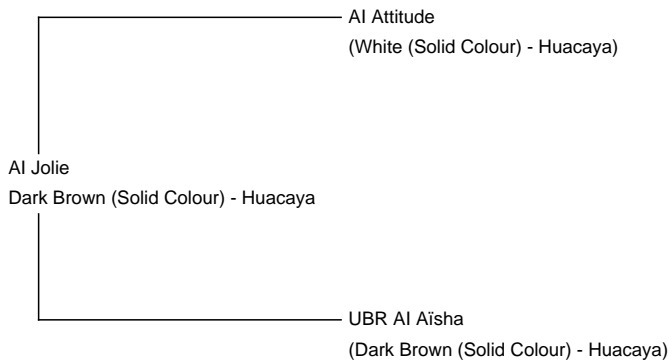 AI Attitude
(White (Solid Colour) - Huacaya)
AI Jolie
Dark Brown (Solid Colour) - Huacaya
UBR AI Aïsha
(Dark Brown (Solid Colour) - Huacaya)